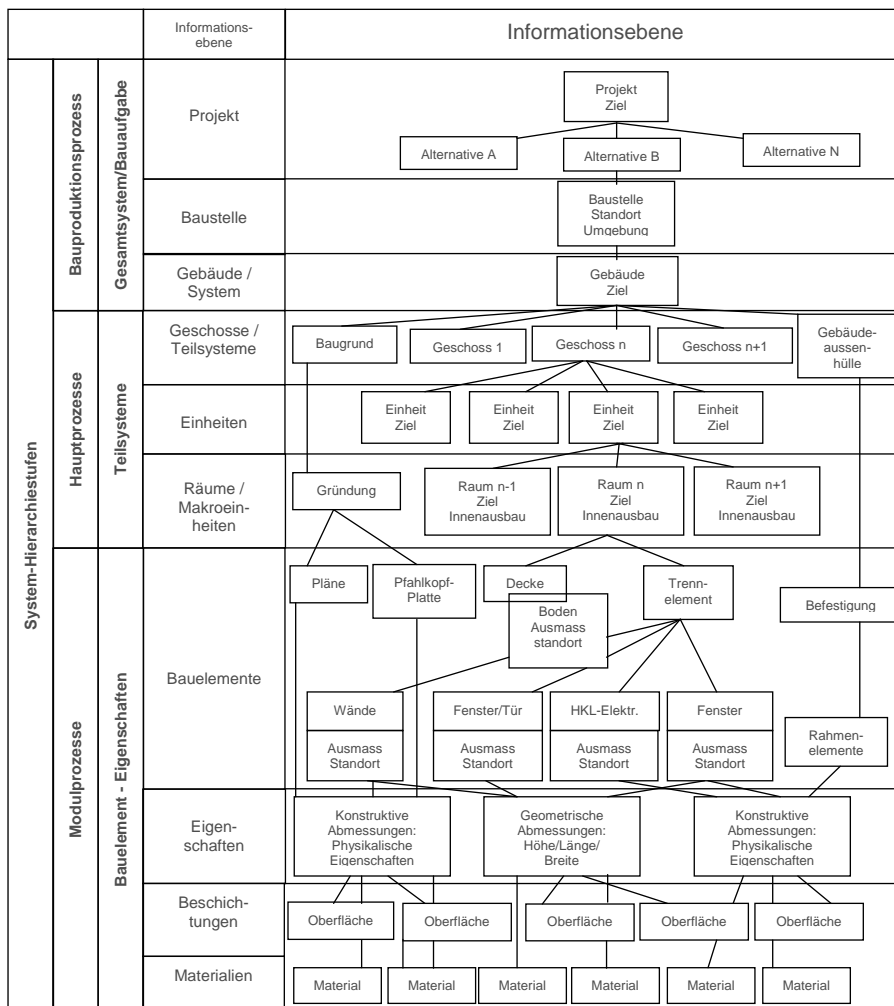 Informations-
ebene
Informationsebene
System-Hierarchiestufen
Bauproduktionsprozess
Gesamtsystem/Bauaufgabe
Projekt
Projekt
Ziel
Alternative A
Alternative B
Alternative N
Baustelle
Baustelle
Standort
Umgebung
Gebäude /
System
Gebäude
Ziel
Hauptprozesse
Teilsysteme
Geschosse /
Teilsysteme
Baugrund
Geschoss 1
Geschoss n
Geschoss n+1
Gebäude-
aussen-
hülle
Einheiten
Einheit
Ziel
Einheit
Ziel
Einheit
Ziel
Einheit
Ziel
Räume /
Makroein-
heiten
Gründung
Raum n-1
Ziel
Innenausbau
Raum n
Ziel
Innenausbau
Raum n+1
Ziel
Innenausbau
Modulprozesse
Bauelement - Eigenschaften
Bauelemente
Pläne
Pfahlkopf-
Platte
Decke
Boden
Ausmass
standort
Trenn-
element
Befestigung
Wände
Ausmass
Standort
Fenster/Tür
Ausmass
Standort
HKL-Elektr.
Ausmass
Standort
Fenster
Ausmass
Standort
Rahmen-
elemente
Eigen-
schaften
Konstruktive
Abmessungen:
Physikalische
Eigenschaften
Geometrische
Abmessungen:
Höhe/Länge/
Breite
Konstruktive
Abmessungen:
Physikalische
Eigenschaften
Beschich-
tungen
Oberfläche
Oberfläche
Oberfläche
Oberfläche
Oberfläche
Materialien
Material
Material
Material
Material
Material
Material